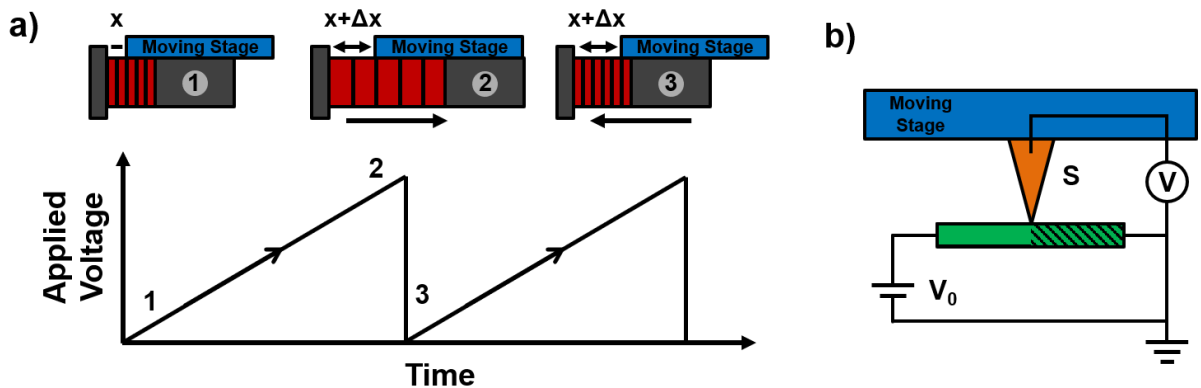 a)
x
Moving Stage
1
x+Δx
Moving Stage
2
x+Δx
Moving Stage
3
Applied
Voltage
1
2
3
Time
b)
Moving
Stage
S
V
V₀